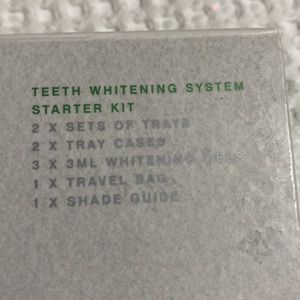 TEETH WHITENING SYSTEM
STARTER KIT
2 X SETS OF TRAYS
2 X TRAY CASES
3 X 3ML WHITENING GELS
1 X TRAVEL BAG
1 X SHADE GUIDE